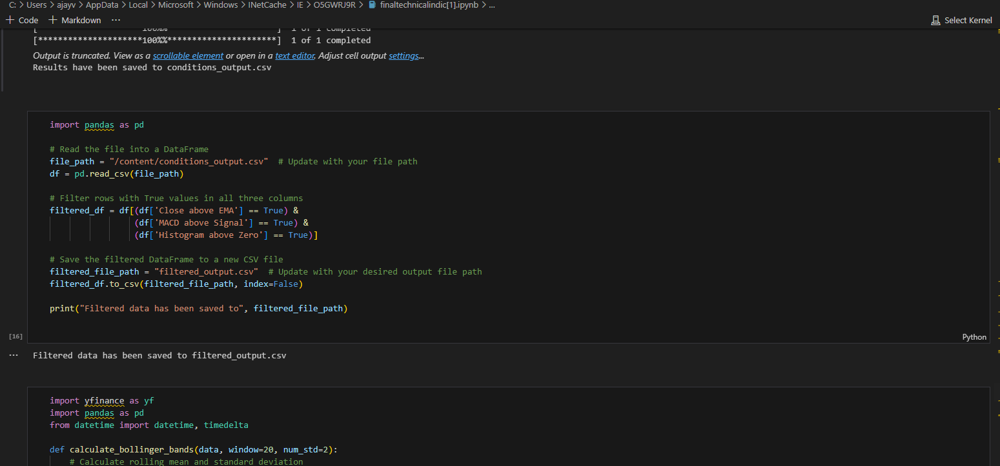 C: > Users > ajayv > AppData > Local > Microsoft > Windows > INetCache > IE > O5GWRJ9R > finaltechnicalindic[1].ipynb > ...
+ Code + Markdown ...
Select Kernel
[ 100%% ] 1 of 1 completed
[*********************100%%**********************] 1 of 1 completed
Output is truncated. View as a scrollable element or open in a text editor. Adjust cell output settings...
Results have been saved to conditions_output.csv
import pandas as pd
# Read the file into a DataFrame
file_path = "/content/conditions_output.csv"  # Update with your file path
df = pd.read_csv(file_path)
# Filter rows with True values in all three columns
filtered_df = df[(df['Close above EMA'] == True) &
(df['MACD above Signal'] == True) &
(df['Histogram above Zero'] == True)]
# Save the filtered DataFrame to a new CSV file
filtered_file_path = "filtered_output.csv"  # Update with your desired output file path
filtered_df.to_csv(filtered_file_path, index=False)
print("Filtered data has been saved to", filtered_file_path)
[16]
Python
... Filtered data has been saved to filtered_output.csv
import yfinance as yf
import pandas as pd
from datetime import datetime, timedelta
def calculate_bollinger_bands(data, window=20, num_std=2):
# Calculate rolling mean and standard deviation